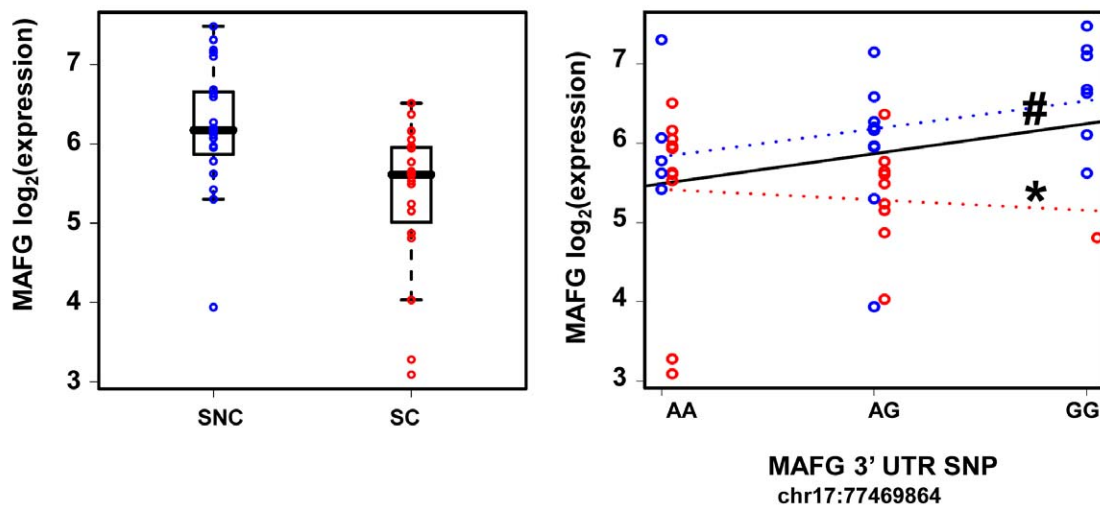 MAFG log2(expression)
7
6
5
4
3
SNC
SC
MAFG log2(expression)
7
6
5
4
3
#
*
AA
AG
GG
MAFG 3’ UTR SNP
chr17:77469864